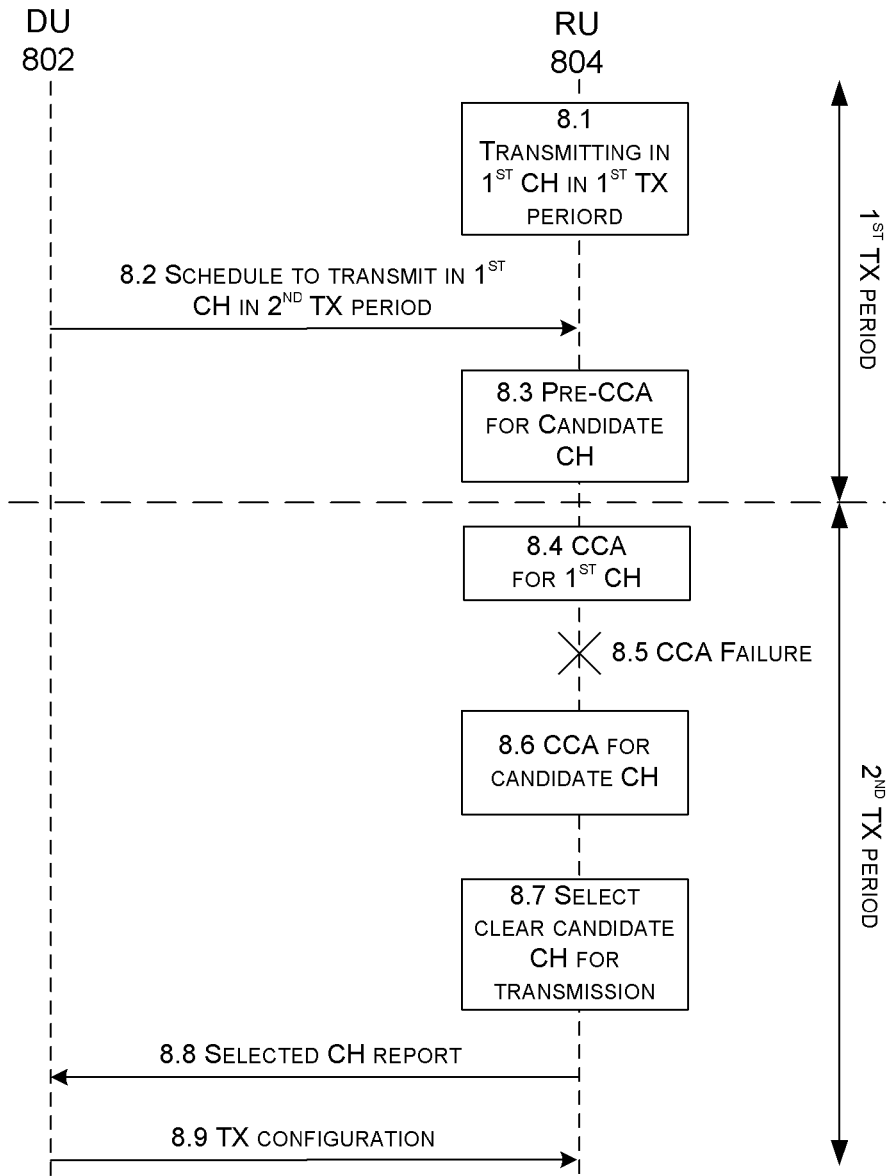 DU
802
RU
804
8.1
TRANSMITTING IN
1ST CH IN 1ST TX
PERIORD
8.2 SCHEDULE TO TRANSMIT IN 1ST
CH IN 2ND TX PERIOD
8.3 PRE-CCA
FOR CANDIDATE
CH
1ST TX PERIOD
8.4 CCA
FOR 1ST CH
8.5 CCA FAILURE
8.6 CCA FOR
CANDIDATE CH
8.7 SELECT
CLEAR CANDIDATE
CH FOR
TRANSMISSION
2ND TX PERIOD
8.8 SELECTED CH REPORT
8.9 TX CONFIGURATION